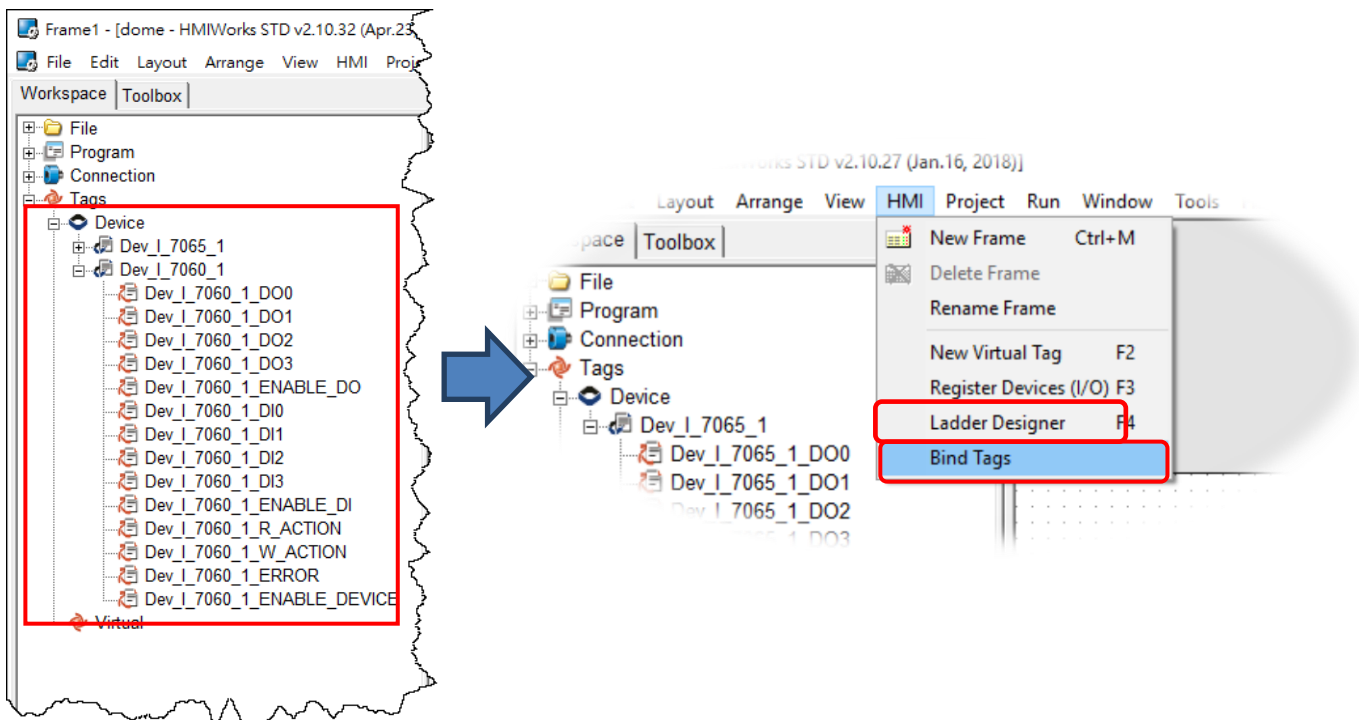 Frame1 - [dome - HMIWorks STD v2.10.32 (Apr.23
File Edit Layout Arrange View HMI Proje
Workspace Toolbox
File
Program
Connection
Tags
Device
Dev_I_7065_1
Dev_I_7060_1
Dev_I_7060_1_DO0
Dev_I_7060_1_DO1
Dev_I_7060_1_DO2
Dev_I_7060_1_DO3
Dev_I_7060_1_ENABLE_DO
Dev_I_7060_1_DI0
Dev_I_7060_1_DI1
Dev_I_7060_1_DI2
Dev_I_7060_1_DI3
Dev_I_7060_1_ENABLE_DI
Dev_I_7060_1_R_ACTION
Dev_I_7060_1_W_ACTION
Dev_I_7060_1_ERROR
Dev_I_7060_1_ENABLE_DEVICE
Virtual
STD v2.10.27 (Jan.16, 2018)]
Layout Arrange View HMI Project Run Window Tools
pace Toolbox
File
Program
Connection
Tags
Device
Dev_I_7065_1
Dev_I_7065_1_DO0
Dev_I_7065_1_DO1
Dev_I_7065_1_DO2
7065_1_DO3
New Frame Ctrl+M
Delete Frame
Rename Frame
New Virtual Tag F2
Register Devices (I/O) F3
Ladder Designer F4
Bind Tags